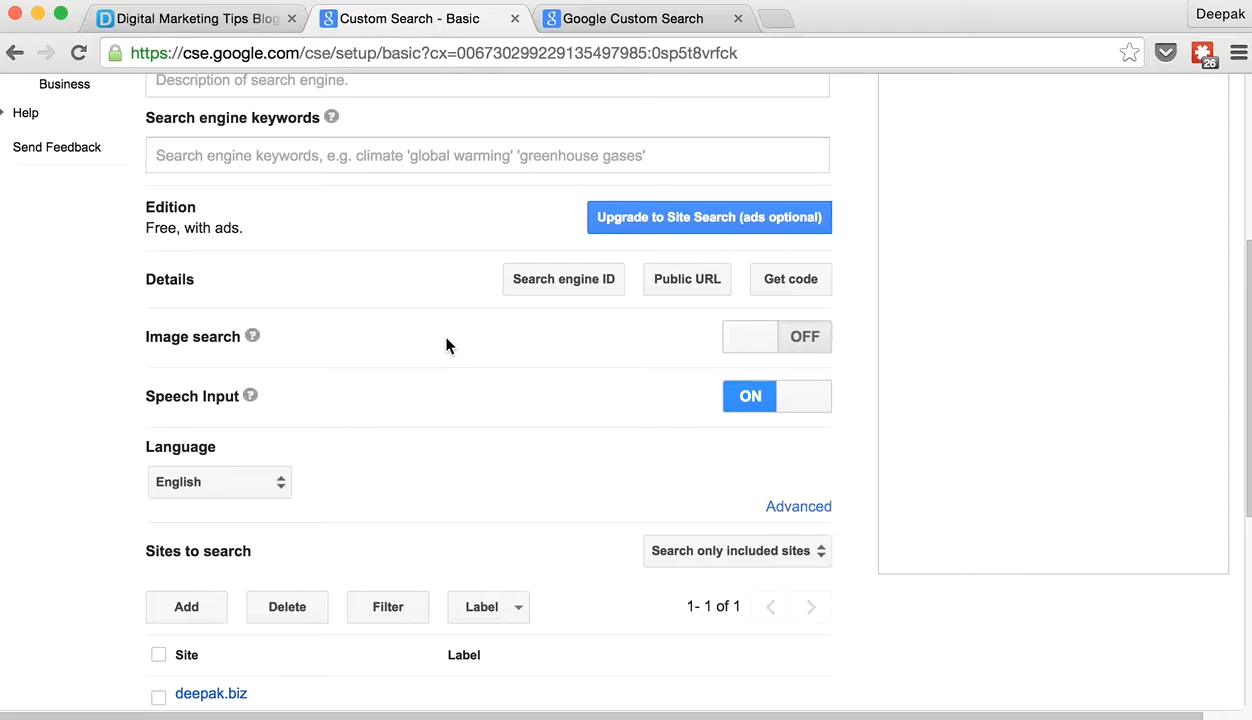 Digital Marketing Tips Blog
Custom Search - Basic
Google Custom Search
Deepak
https://cse.google.com/cse/setup/basic?cx=006730299229135497985:0sp5t8vrfck
26
Business
Help
Send Feedback
Description of search engine.
Search engine keywords ?
Search engine keywords, e.g. climate 'global warming' 'greenhouse gases'
Edition
Free, with ads.
Upgrade to Site Search (ads optional)
Details
Search engine ID
Public URL
Get code
Image search ?
OFF
Speech Input ?
ON
Language
English
Advanced
Sites to search
Search only included sites
Add
Delete
Filter
Label
1- 1 of 1
Site
Label
deepak.biz